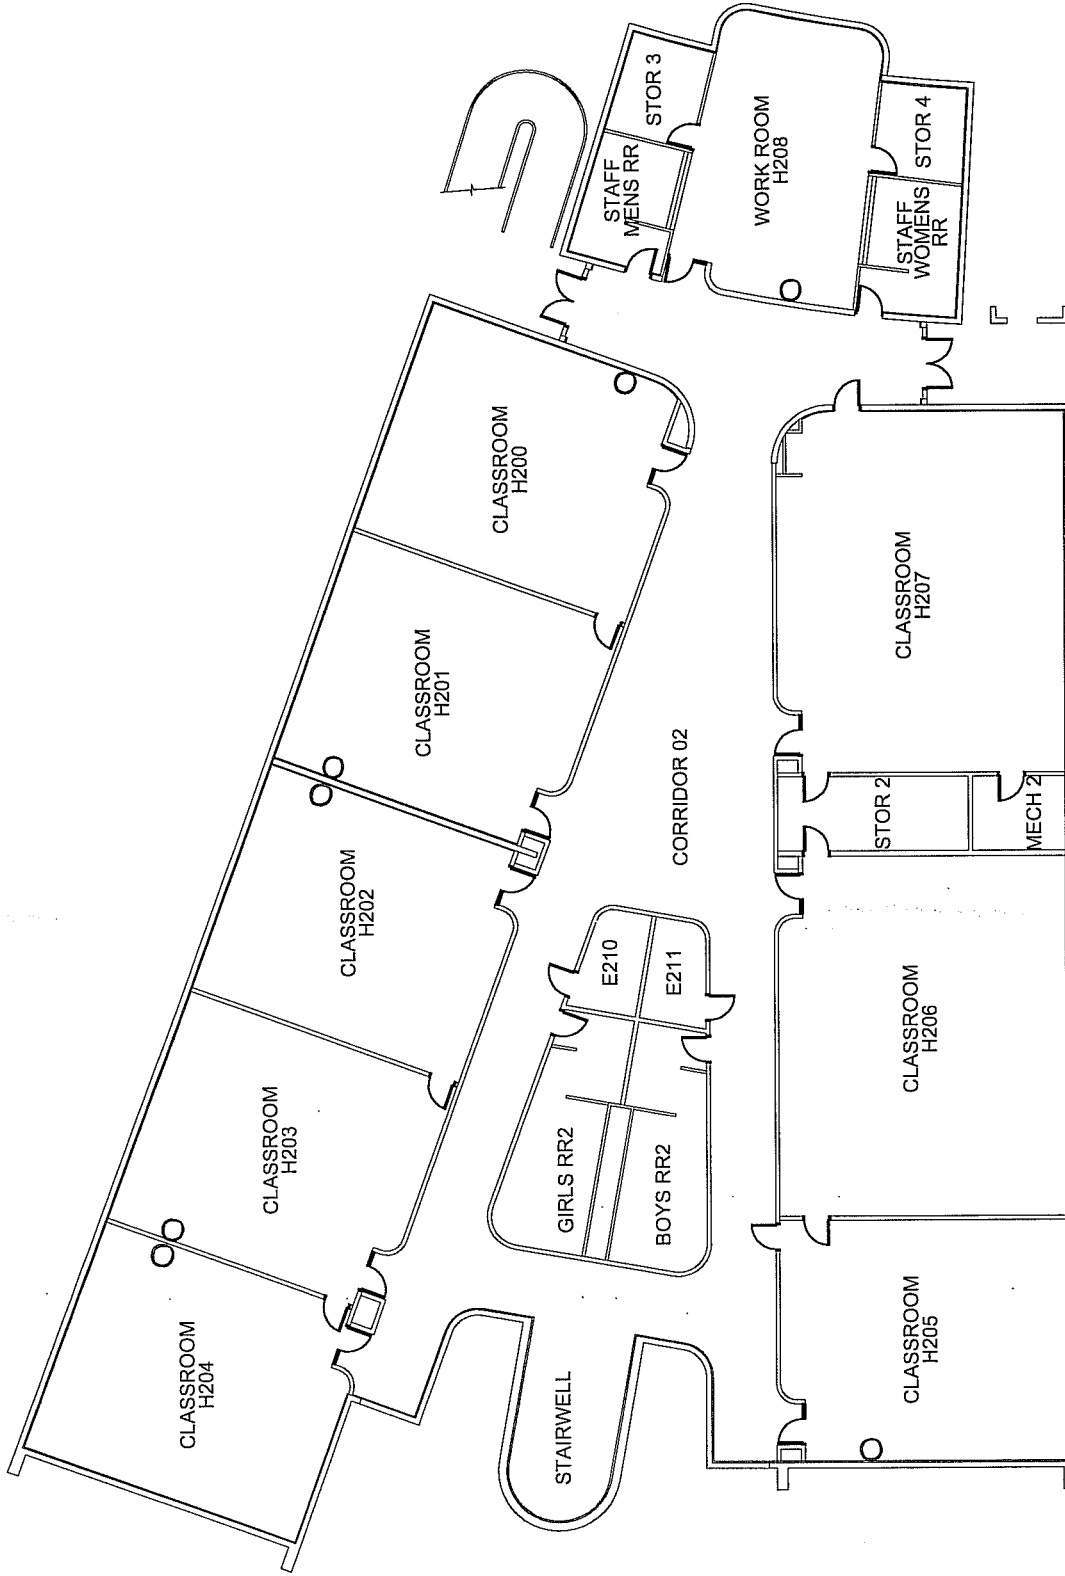 STOR 3
STAFF
MENS RR
WORK ROOM
H208
STOR 4
STAFF
WOMENS
RR
CLASSROOM
H200
CLASSROOM
H201
CLASSROOM
H202
CLASSROOM
H203
CLASSROOM
H204
CORRIDOR 02
E210
E211
GIRLS RR2
BOYS RR2
STAIRWELL
CLASSROOM
H207
STOR 2
MECH 2
CLASSROOM
H206
CLASSROOM
H205